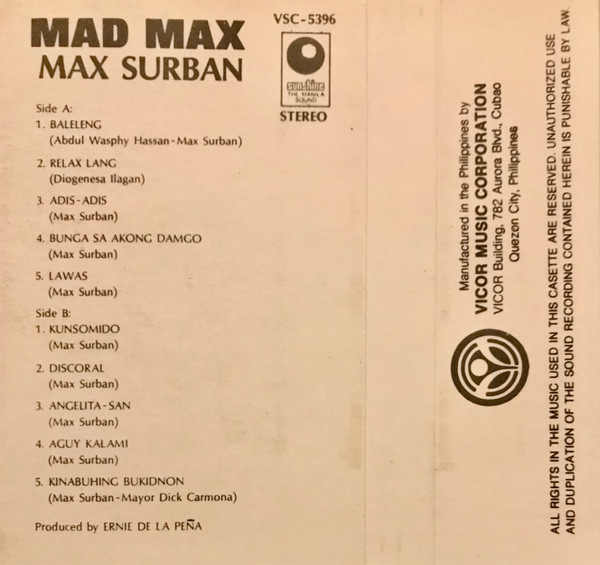 MAD MAX
MAX SURBAN
VSC-5396
sunshine
THE MANILA
SOUND
STEREO
Side A:
1. BALELENG
(Abdul Wasphy Hassan-Max Surban)
2. RELAX LANG
(Diogenesa Ilagan)
3. ADIS-ADIS
(Max Surban)
4. BUNGA SA AKONG DAMGO
(Max Surban)
5. LAWAS
(Max Surban)
Side B:
1. KUNSOMIDO
(Max Surban)
2. DISCORAL
(Max Surban)
3. ANGELITA-SAN
(Max Surban)
4. AGUY KALAMI
(Max Surban)
5. KINABUHING BUKIDNON
(Max Surban-Mayor Dick Carmona)
Produced by ERNIE DE LA PEÑA
Manufactured in the Philippines by
VICOR MUSIC CORPORATION
VICOR Building, 782 Aurora Blvd., Cubao
Quezon City, Philippines
ALL RIGHTS IN THE MUSIC USED IN THIS CASETTE ARE RESERVED. UNAUTHORIZED USE
AND DUPLICATION OF THE SOUND RECORDING CONTAINED HEREIN IS PUNISHABLE BY LAW.